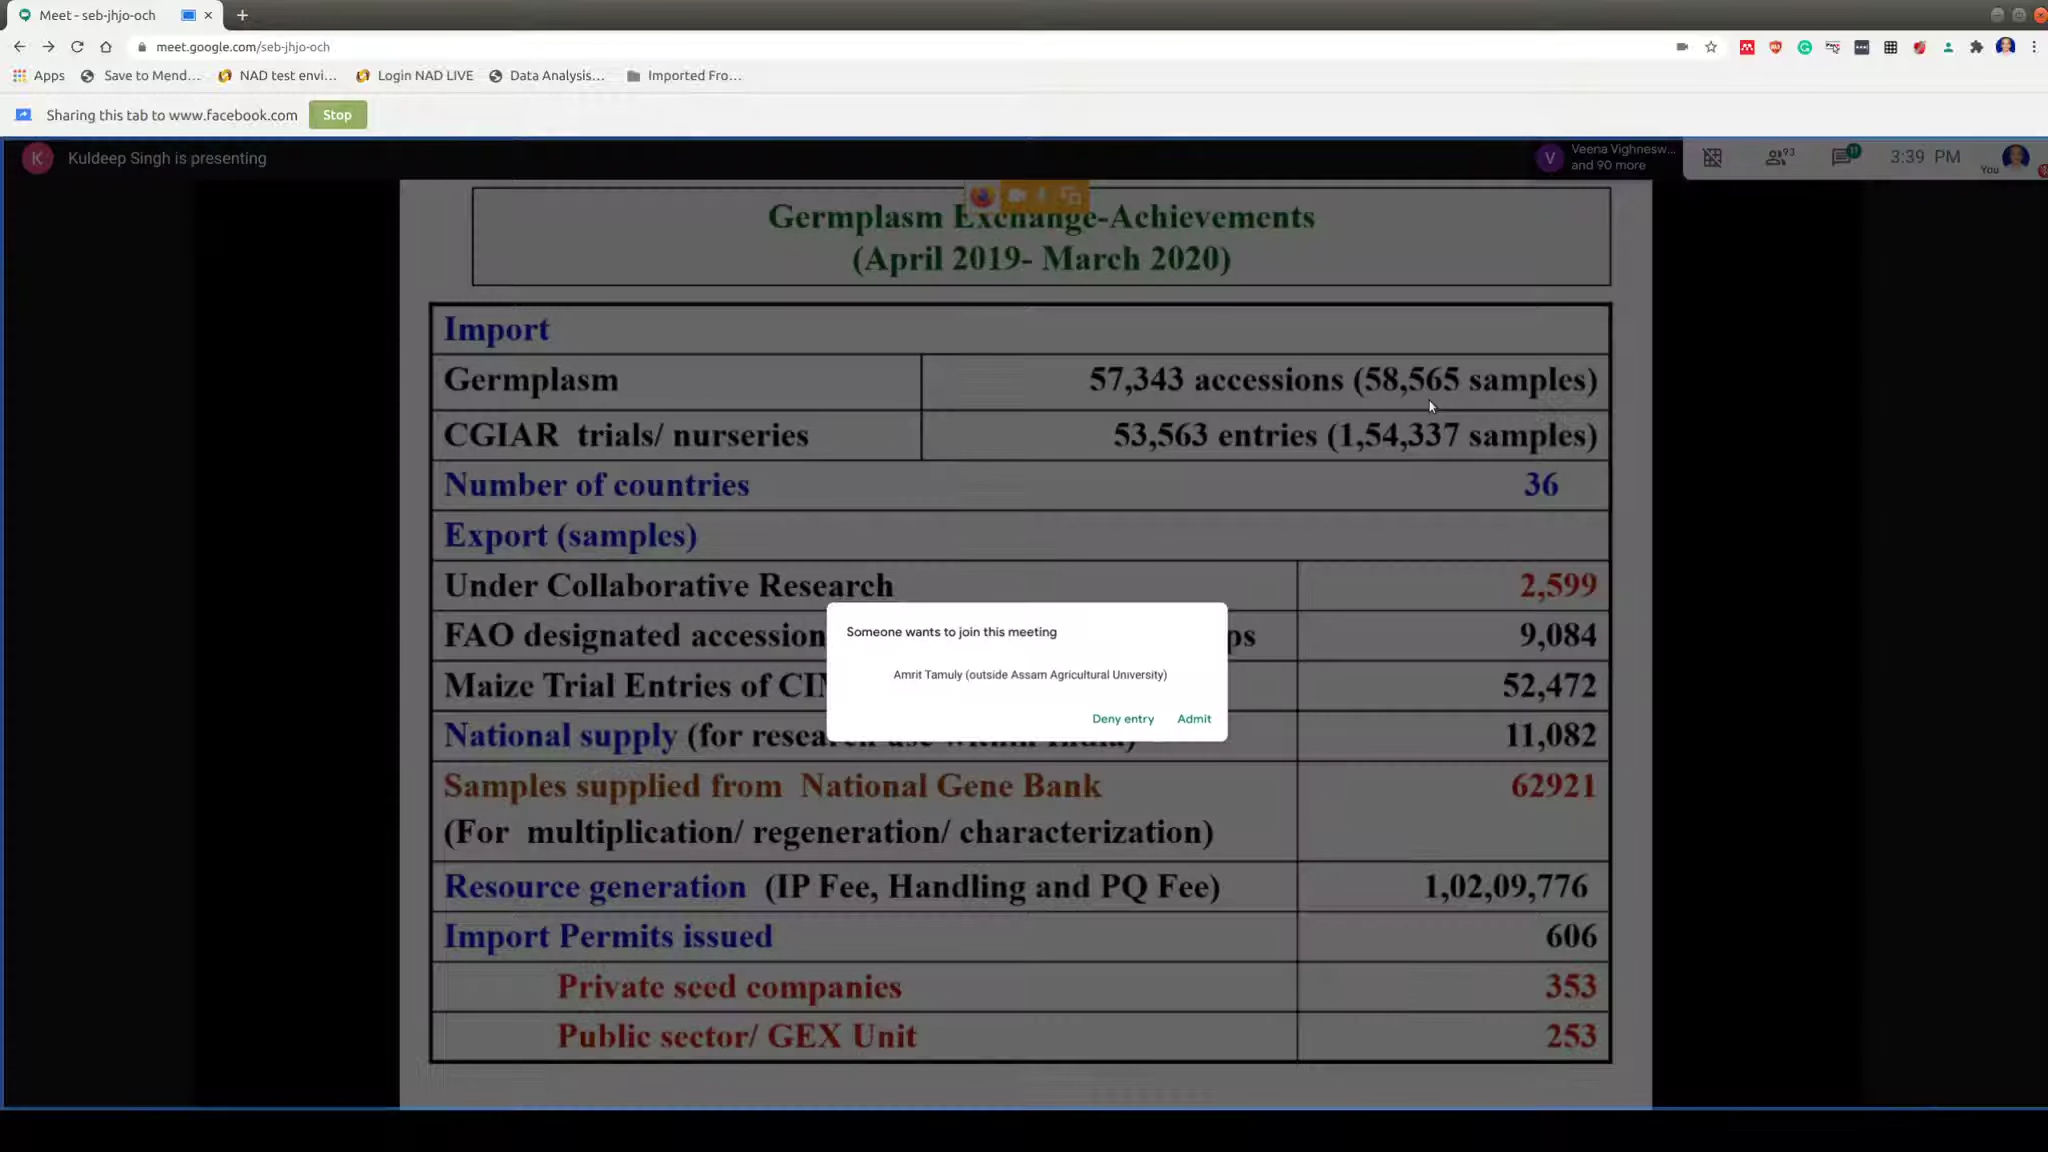 Meet - seb-jhjo-och
meet.google.com/seb-jhjo-och
Apps Save to Mend... NAD test envi... Login NAD LIVE Data Analysis... Imported Fro...
Sharing this tab to www.facebook.com Stop
K Kuldeep Singh is presenting
V Veena Vighnesw...
and 90 more
93 11 3:39 PM You
Germplasm Exchange-Achievements
(April 2019- March 2020)
Import
Germplasm 57,343 accessions (58,565 samples)
CGIAR trials/ nurseries 53,563 entries (1,54,337 samples)
Number of countries 36
Export (samples)
Under Collaborative Research 2,599
FAO designated accession 9,084
Maize Trial Entries of 52,472
National supply (for research use within India) 11,082
Samples supplied from National Gene Bank 62921
(For multiplication/ regeneration/ characterization)
Resource generation (IP Fee, Handling and PQ Fee) 1,02,09,776
Import Permits issued 606
Private seed companies 353
Public sector/ GEX Unit 253
Someone wants to join this meeting
Amrit Tamuly (outside Assam Agricultural University)
Deny entry Admit